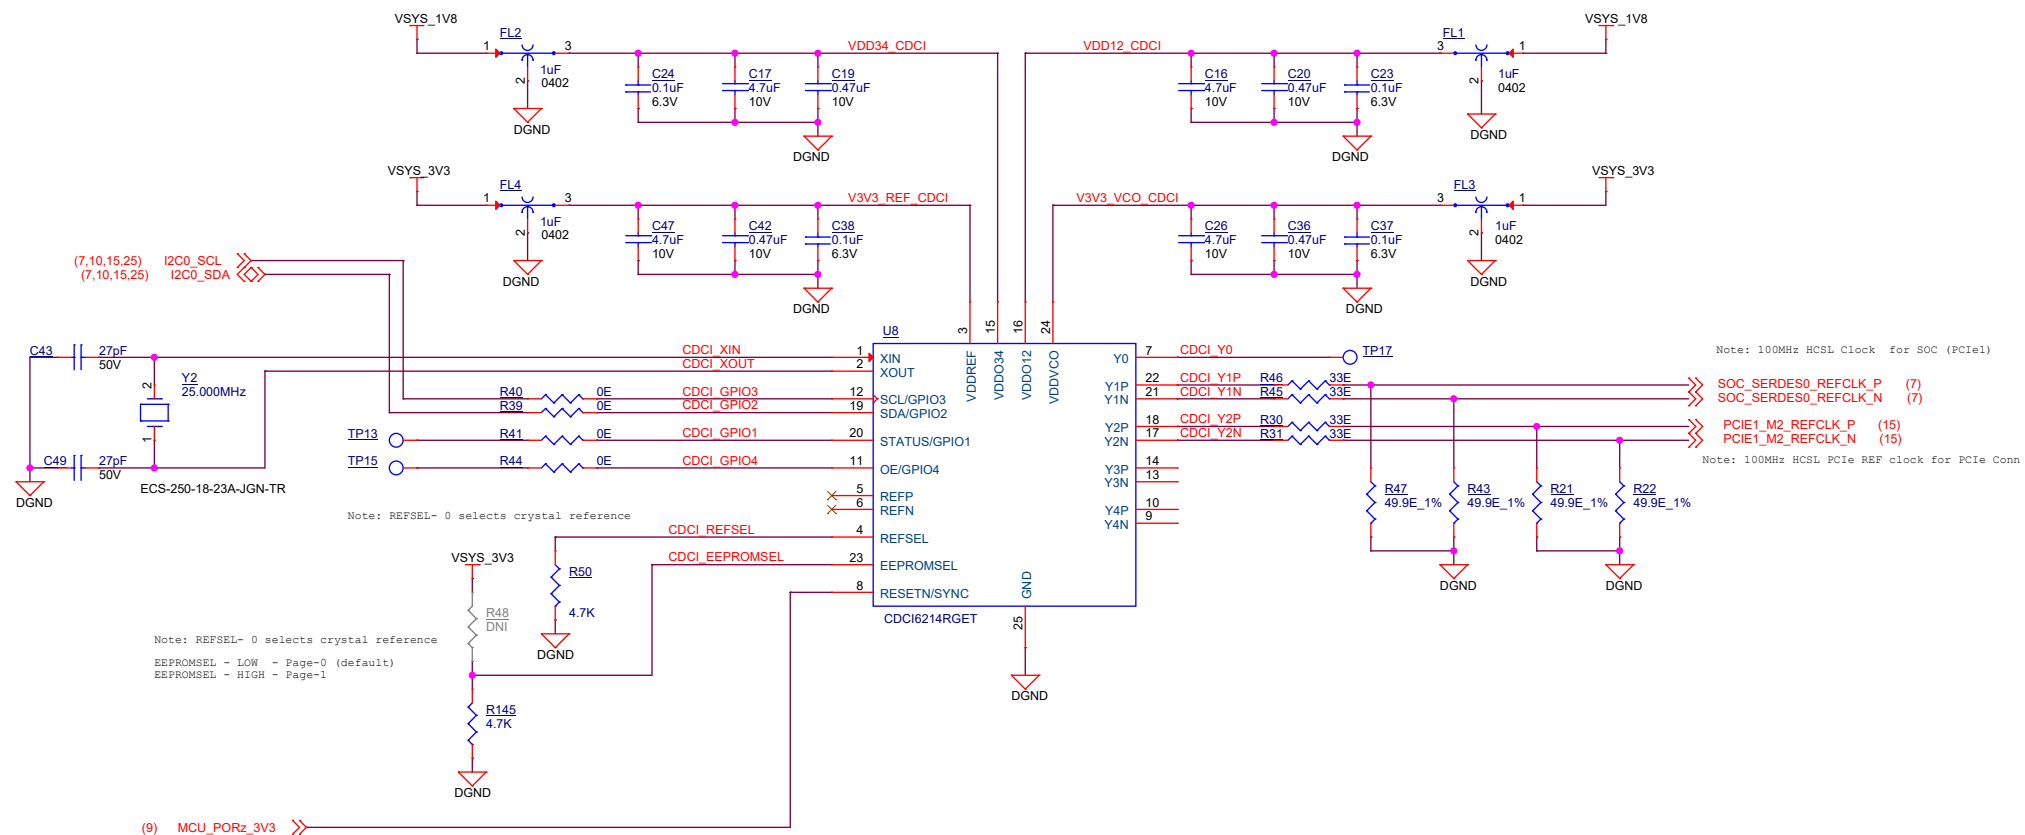 VSYS_1V8
FL2
1
3
2
1uF
0402
DGND
VDD34_CDCI
C24
0.1uF
6.3V
C17
4.7uF
10V
C19
0.47uF
10V
DGND
VDD12_CDCI
C16
4.7uF
10V
C20
0.47uF
10V
C23
0.1uF
6.3V
DGND
VSYS_1V8
FL1
3
1
2
1uF
0402
DGND
VSYS_3V3
FL4
1
3
2
1uF
0402
DGND
V3V3_REF_CDCI
C47
4.7uF
10V
C42
0.47uF
10V
C38
0.1uF
6.3V
DGND
V3V3_VCO_CDCI
C26
4.7uF
10V
C36
0.47uF
10V
C37
0.1uF
6.3V
DGND
VSYS_3V3
FL3
3
1
2
1uF
0402
DGND
(7,10,15,25) I2C0_SCL
(7,10,15,25) I2C0_SDA
C43
27pF
50V
2
Y2
25.000MHz
1
C49
27pF
50V
DGND
ECS-250-18-23A-JGN-TR
CDCI_XIN
CDCI_XOUT
R40 0E CDCI_GPIO3
R39 0E CDCI_GPIO2
TP13 R41 0E CDCI_GPIO1
TP15 R44 0E CDCI_GPIO4
Note: REFSEL- 0 selects crystal reference
CDCI_REFSEL
CDCI_EEPROMSEL
VSYS_3V3
R48
DNI
R50
4.7K
DGND
R145
4.7K
DGND
Note: REFSEL- 0 selects crystal reference
EEPROMSEL - LOW - Page-0 (default)
EEPROMSEL - HIGH - Page-1
(9) MCU_PORz_3V3
U8
3
15
16
24
VDDREF
VDDO34
VDDO12
VDDVCO
1 XIN
2 XOUT
12 SCL/GPIO3
19 SDA/GPIO2
20 STATUS/GPIO1
11 OE/GPIO4
5 REFP
6 REFN
4 REFSEL
23 EEPROMSEL
8 RESETN/SYNC
Y0 7
Y1P 22
Y1N 21
Y2P 18
Y2N 17
Y3P 14
Y3N 13
Y4P 10
Y4N 9
GND
25
CDCI6214RGET
DGND
CDCI_Y0 TP17
CDCI_Y1P R46 33E
CDCI_Y1N R45 33E
CDCI_Y2P R30 33E
CDCI_Y2N R31 33E
Note: 100MHz HCSL Clock for SOC (PCIe1)
SOC_SERDES0_REFCLK_P (7)
SOC_SERDES0_REFCLK_N (7)
PCIE1_M2_REFCLK_P (15)
PCIE1_M2_REFCLK_N (15)
Note: 100MHz HCSL PCIe REF clock for PCIe Conn
R47
49.9E_1%
R43
49.9E_1%
R21
49.9E_1%
R22
49.9E_1%
DGND
DGND